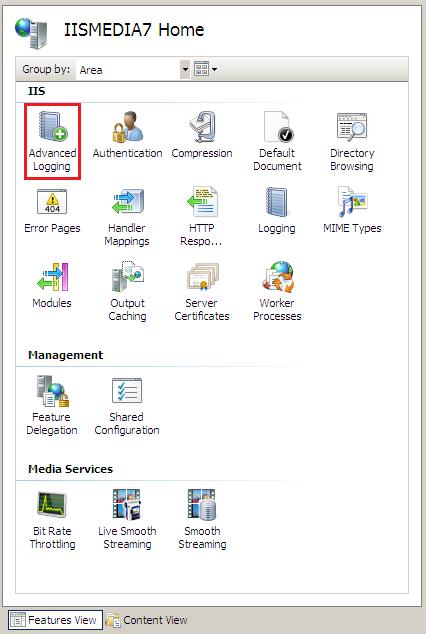 IISMEDIA7 Home
Group by: Area
IIS
Advanced Logging
Authentication
Compression
Default Document
Directory Browsing
404
Error Pages
Handler Mappings
HTTP Respo...
Logging
MIME Types
Modules
Output Caching
Server Certificates
Worker Processes
Management
Feature Delegation
Shared Configuration
Media Services
Bit Rate Throttling
Live Smooth Streaming
Smooth Streaming
Features View
Content View